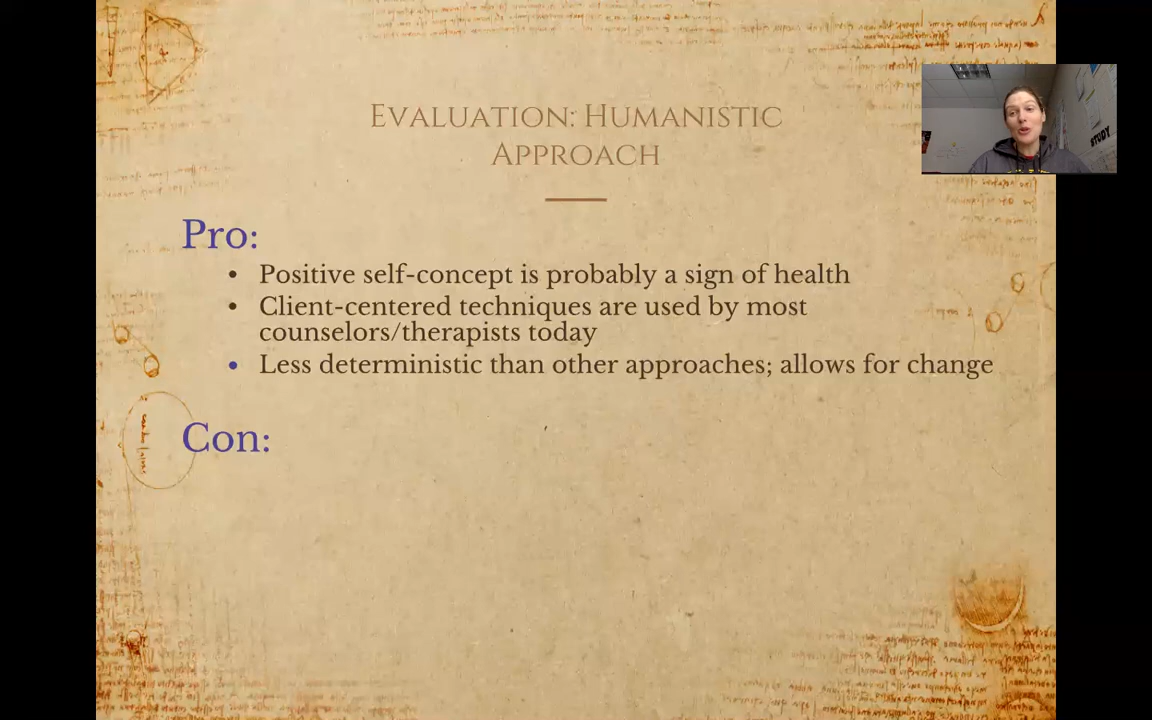 Evaluation: Humanistic
Approach
Pro:
• Positive self-concept is probably a sign of health
• Client-centered techniques are used by most
counselors/therapists today
• Less deterministic than other approaches; allows for change
Con:
STUDY